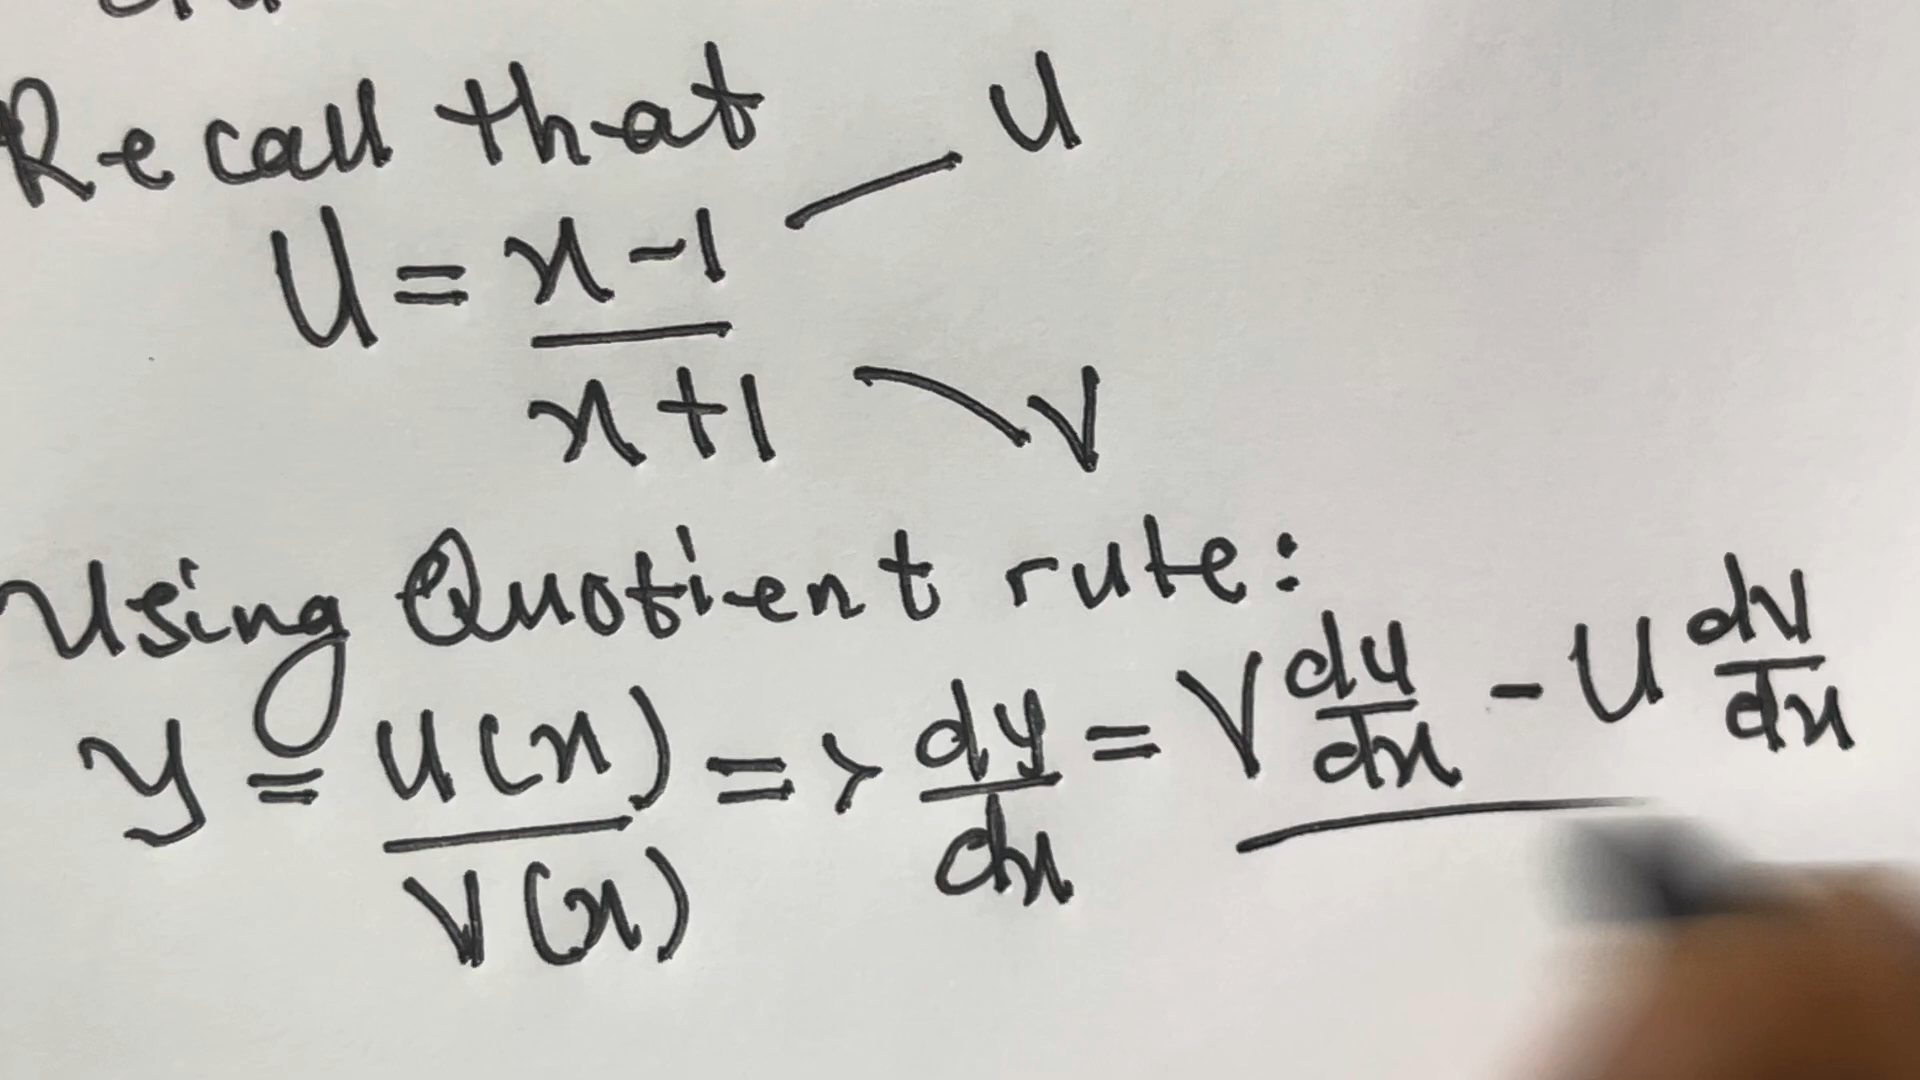 Recall that
U = x-1 — u
x+1 — v
Using Quotient rule:
y = u(x) => dy = V du - U dv
V(x) dx dx dx